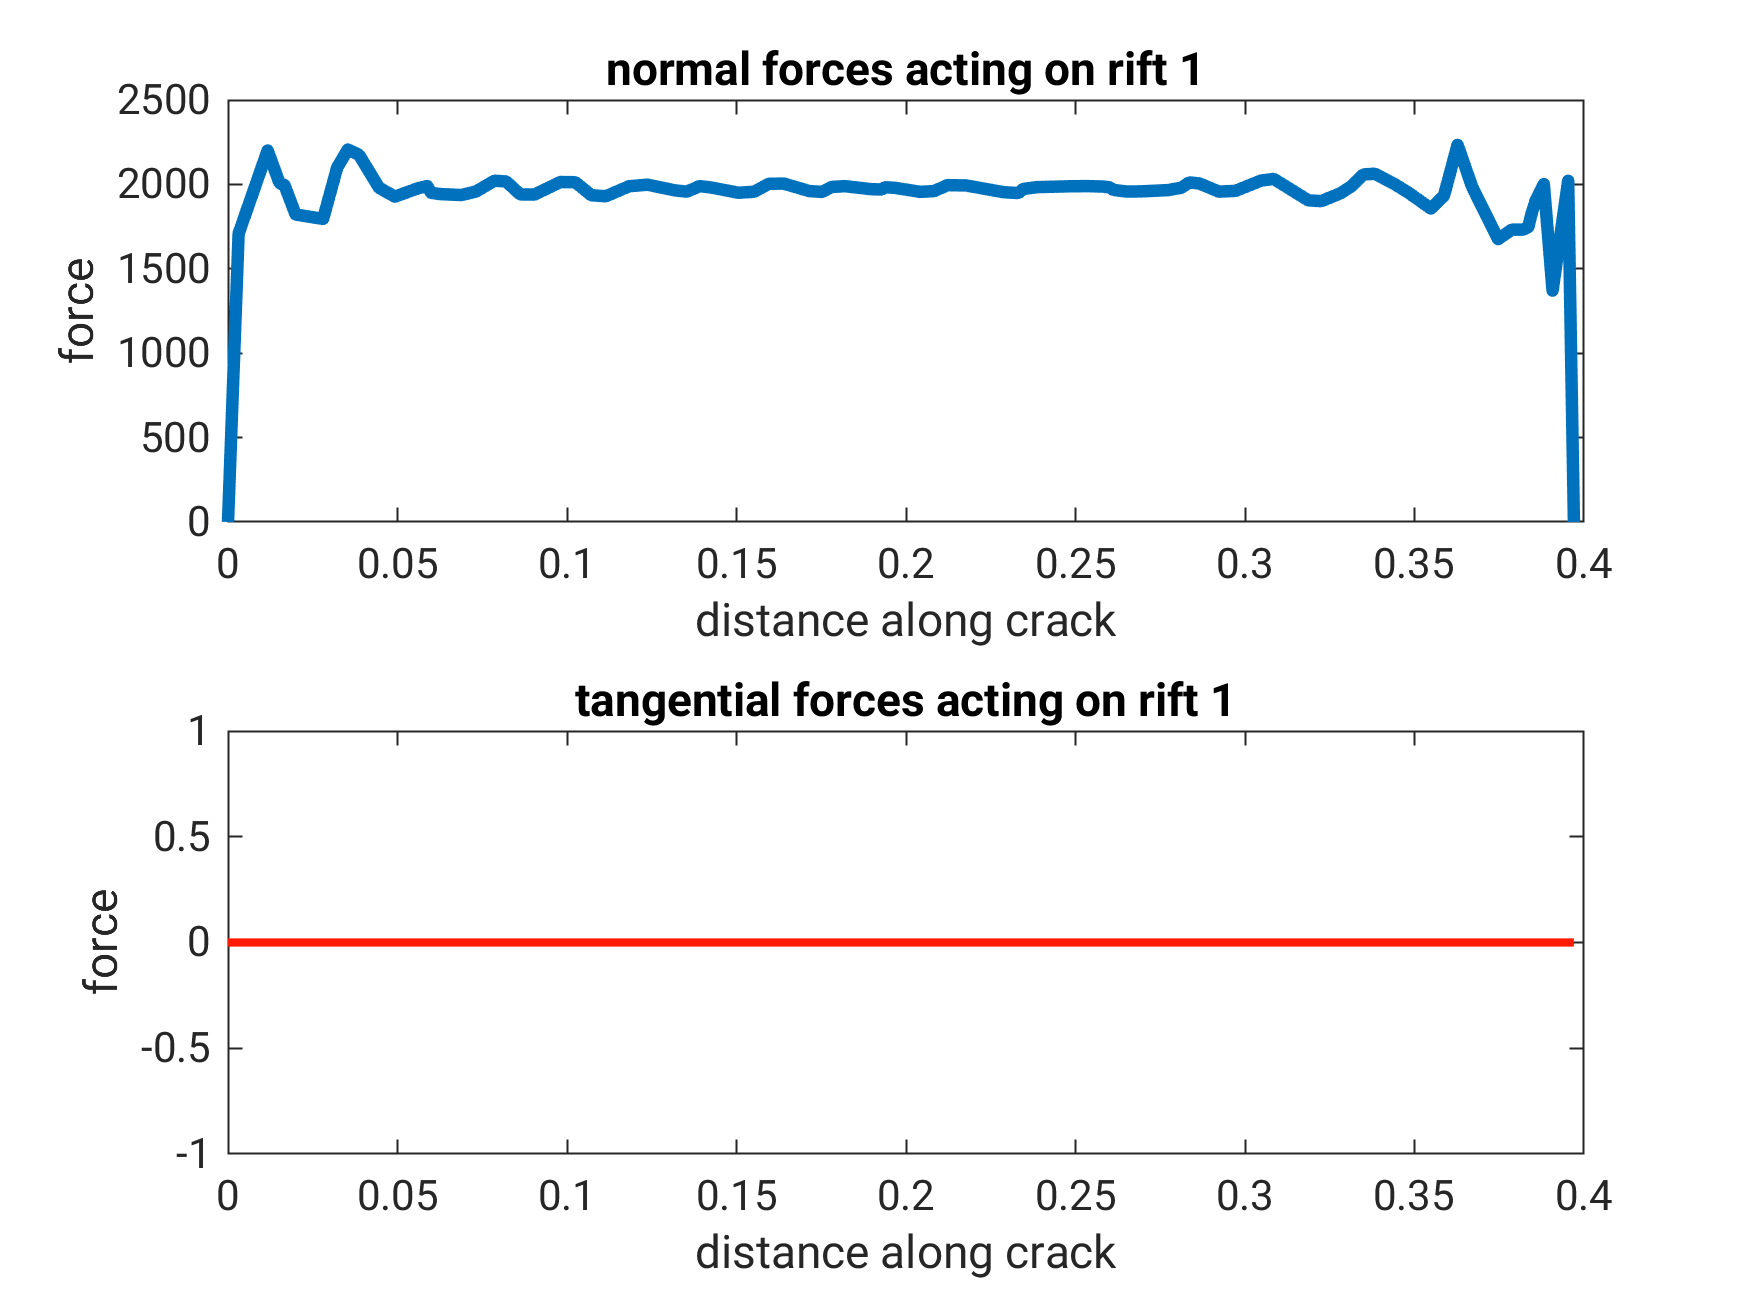 normal forces acting on rift 1
2500
2000
1500
1000
500
0
force
0 0.05 0.1 0.15 0.2 0.25 0.3 0.35 0.4
distance along crack
tangential forces acting on rift 1
1
0.5
0
-0.5
-1
force
0 0.05 0.1 0.15 0.2 0.25 0.3 0.35 0.4
distance along crack